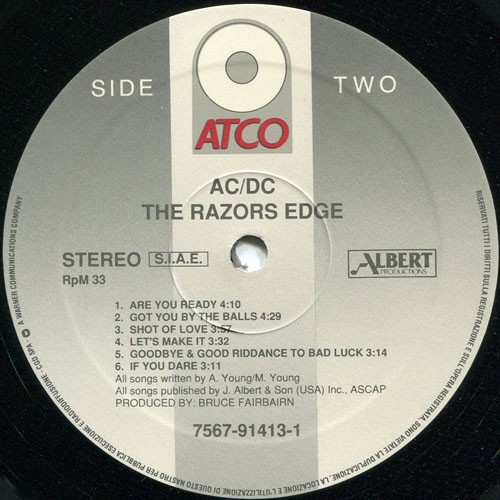 SIDE TWO
ATCO
AC/DC
THE RAZORS EDGE
STEREO S.I.A.E.
RpM 33
ALBERT
PRODUCTIONS
1. ARE YOU READY 4:10
2. GOT YOU BY THE BALLS 4:29
3. SHOT OF LOVE 3:57
4. LET'S MAKE IT 3:32
5. GOODBYE & GOOD RIDDANCE TO BAD LUCK 3:14
6. IF YOU DARE 3:11
All songs written by A. Young/M. Young
All songs published by J. Albert & Son (USA) Inc., ASCAP
PRODUCED BY: BRUCE FAIRBAIRN
7567-91413-1
RISERVATI TUTTI I DIRITTI SULLA REGISTRAZIONE E SULL'OPERA REGISTRATA. SONO VIETATE LA DUPLICAZIONE, LA LOCAZIONE E L'UTILIZZAZIONE DI QUESTO NASTRO PER PUBBLICA ESECUZIONE E RADIODIFFUSIONE: CGD SPA A WARNER COMMUNICATIONS COMPANY